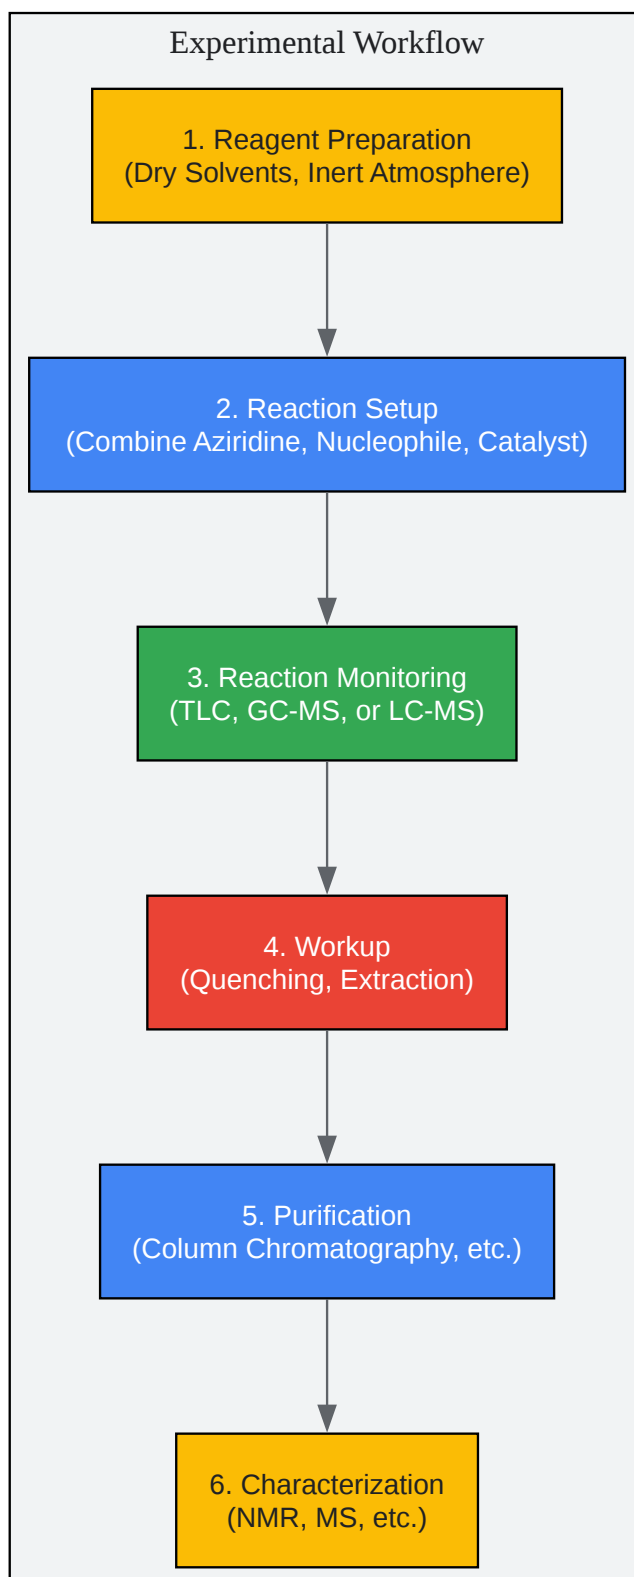 Experimental Workflow
1. Reagent Preparation
(Dry Solvents, Inert Atmosphere)
2. Reaction Setup
(Combine Aziridine, Nucleophile, Catalyst)
3. Reaction Monitoring
(TLC, GC-MS, or LC-MS)
4. Workup
(Quenching, Extraction)
5. Purification
(Column Chromatography, etc.)
6. Characterization
(NMR, MS, etc.)